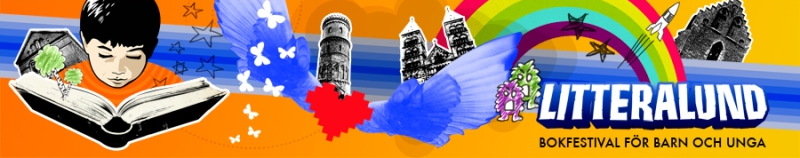 LITTERALUND
BOKFESTIVAL FÖR BARN OCH UNGA